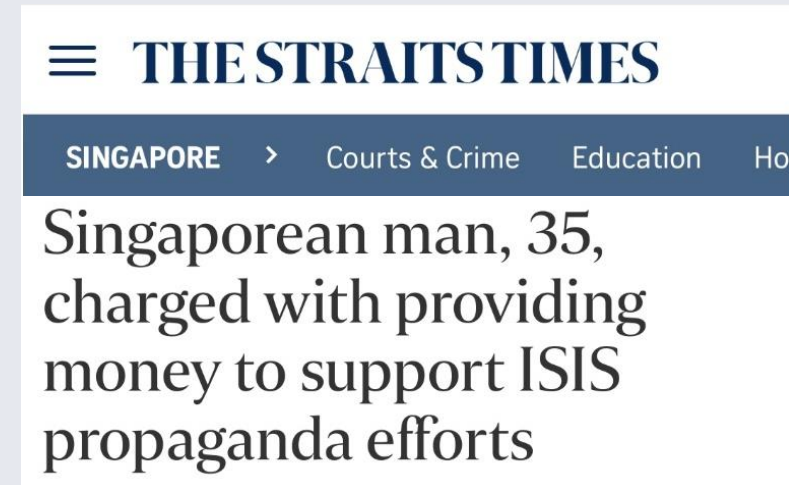 THE STRAITS TIMES
SINGAPORE > Courts & Crime Education Ho
Singaporean man, 35,
charged with providing
money to support ISIS
propaganda efforts